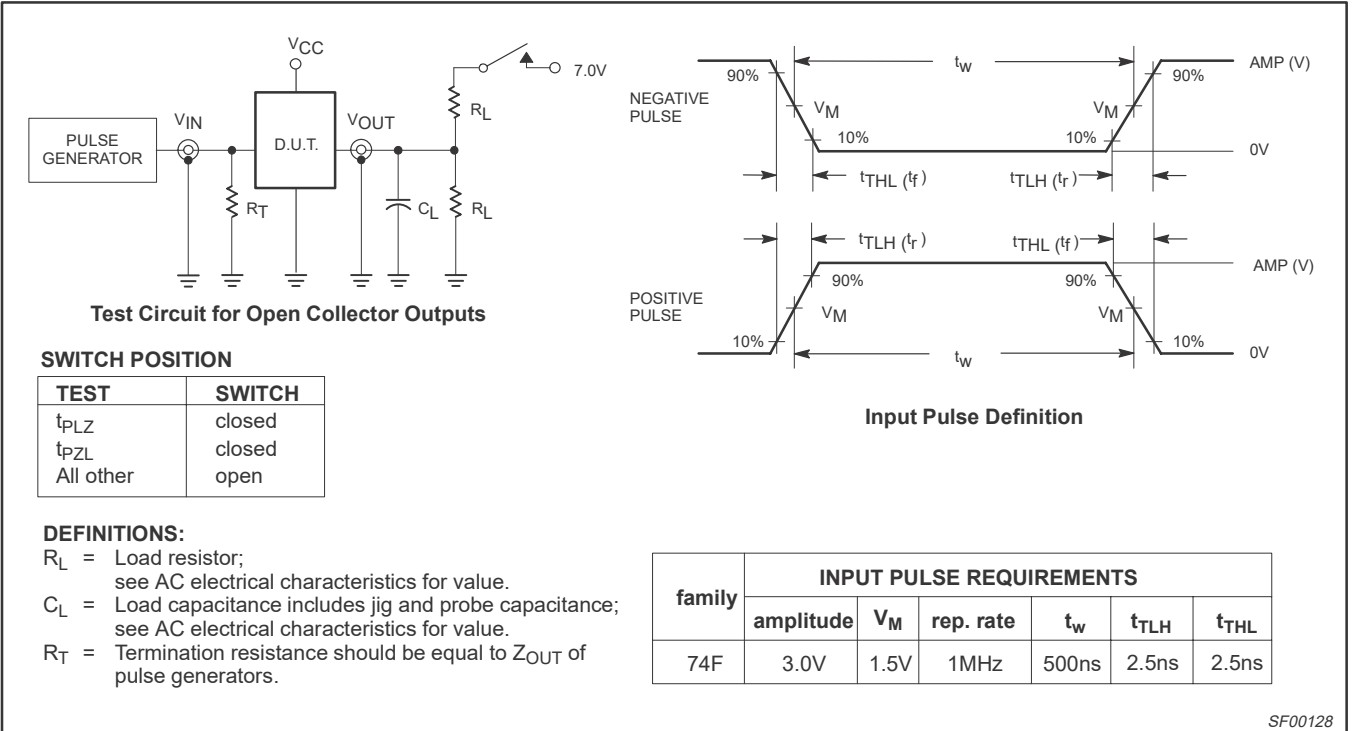 VCC
7.0V
RL
PULSE
GENERATOR
VIN
D.U.T.
VOUT
RT
CL
RL
Test Circuit for Open Collector Outputs
NEGATIVE
PULSE
90%
tw
90%
AMP (V)
VM
VM
10%
10%
0V
tTHL (tf )
tTLH (tr )
tTLH (tr )
tTHL (tf )
AMP (V)
POSITIVE
PULSE
90%
90%
VM
VM
10%
tw
10%
0V
Input Pulse Definition
SWITCH POSITION
TEST SWITCH
tPLZ closed
tPZL closed
All other open
DEFINITIONS:
RL = Load resistor;
see AC electrical characteristics for value.
CL = Load capacitance includes jig and probe capacitance;
see AC electrical characteristics for value.
RT = Termination resistance should be equal to ZOUT of
pulse generators.
family INPUT PULSE REQUIREMENTS
amplitude VM rep. rate tw tTLH tTHL
74F 3.0V 1.5V 1MHz 500ns 2.5ns 2.5ns
SF00128